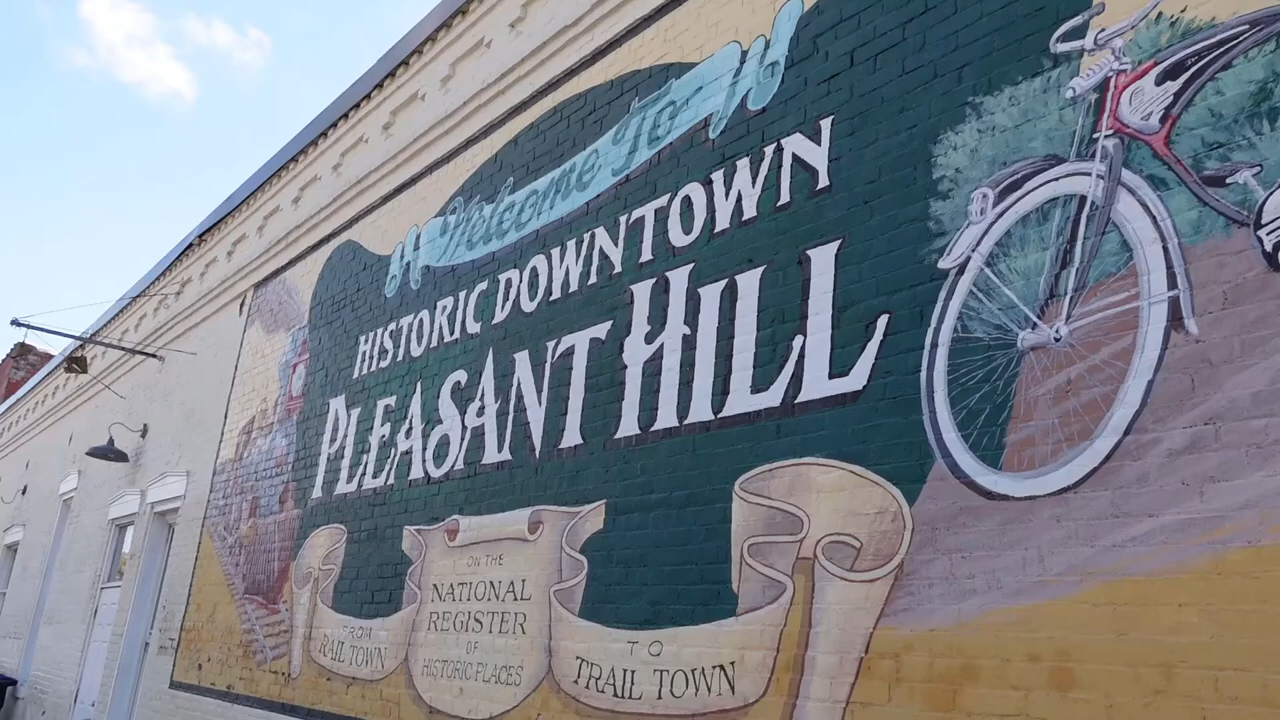 Welcome To
HISTORIC DOWNTOWN
PLEASANT HILL
FROM
RAIL TOWN
ON THE
NATIONAL
REGISTER
OF
HISTORIC PLACES
TO
TRAIL TOWN